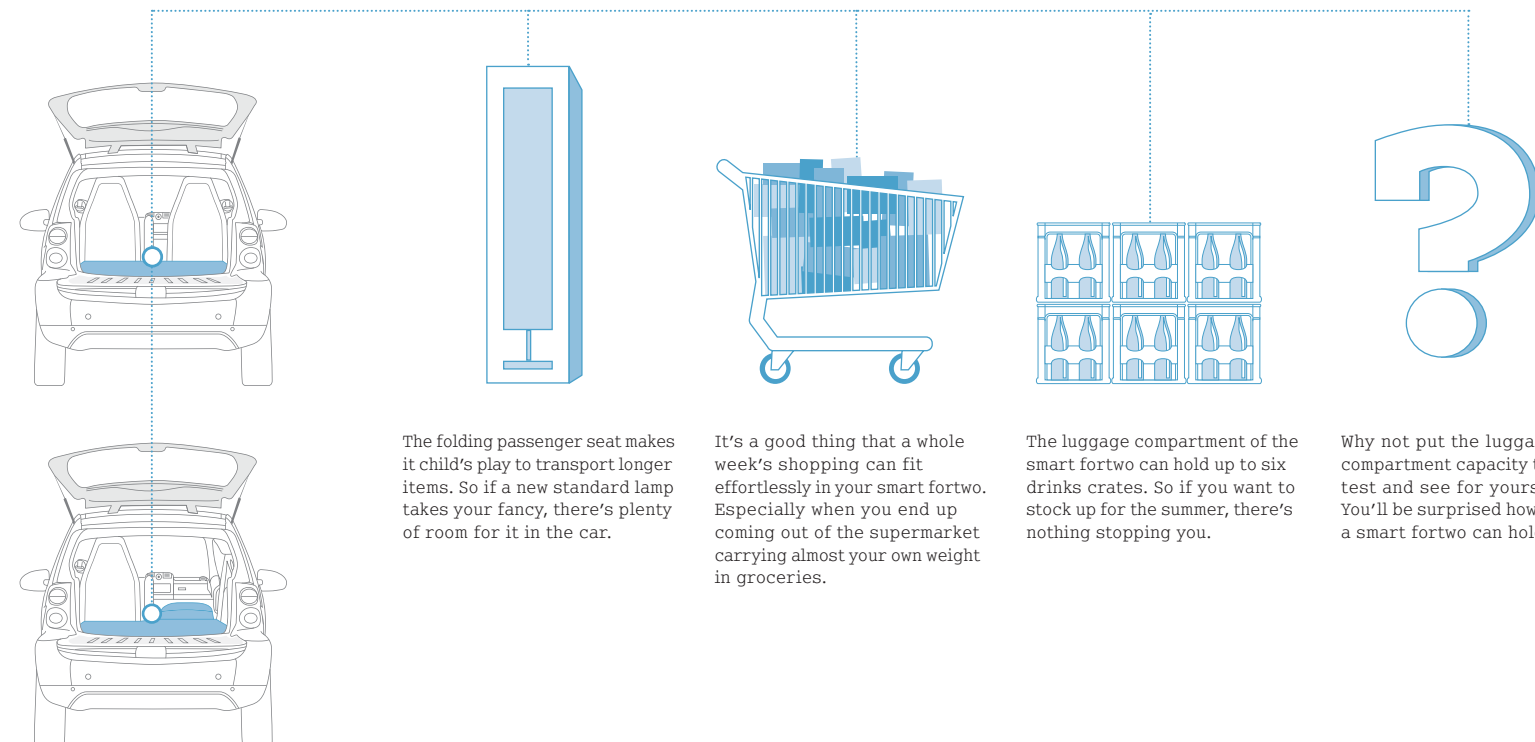 The folding passenger seat makes
it child's play to transport longer
items. So if a new standard lamp
takes your fancy, there's plenty
of room for it in the car.
It's a good thing that a whole
week's shopping can fit
effortlessly in your smart fortwo.
Especially when you end up
coming out of the supermarket
carrying almost your own weight
in groceries.
The luggage compartment of the
smart fortwo can hold up to six
drinks crates. So if you want to
stock up for the summer, there's
nothing stopping you.
Why not put the
compartment capacity
test and see for
You'll be surprised how
a smart fortwo can